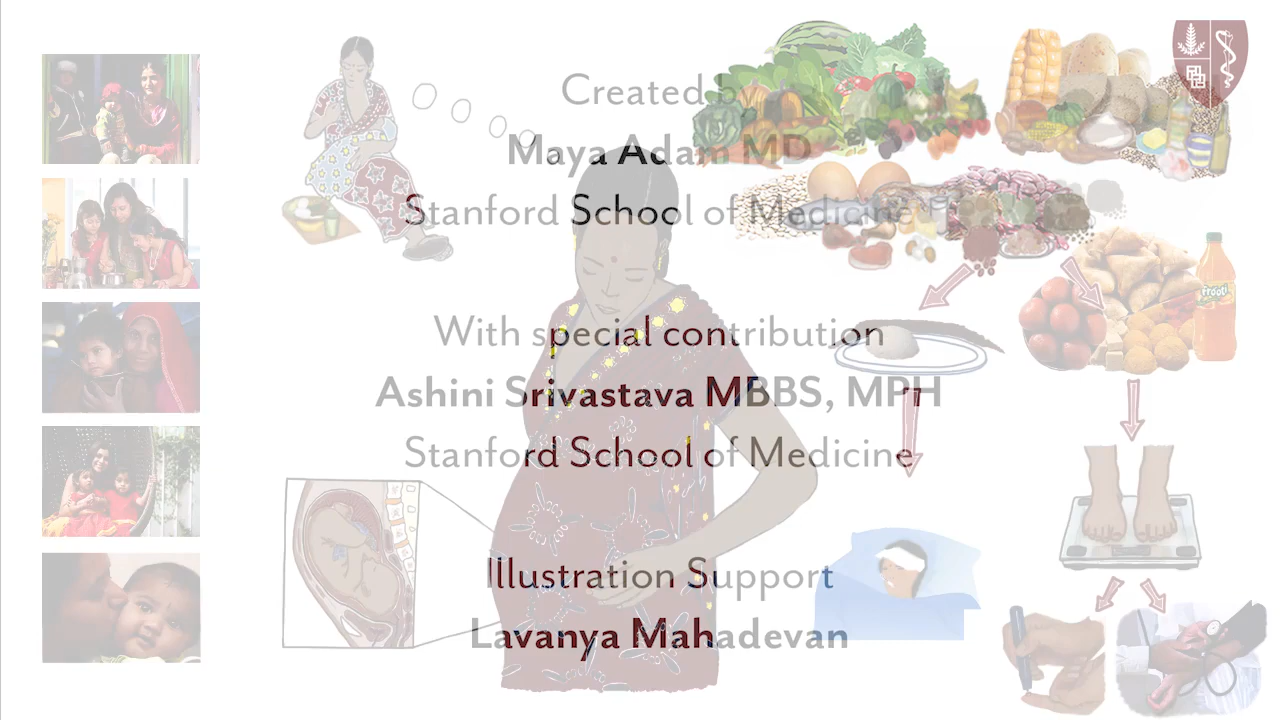 Created by
Maya Adam MD
Stanford School of Medicine
With special contribution
Ashini Srivastava MBBS, MPH
Stanford School of Medicine
Illustration Support
Lavanya Mahadevan
Frooti